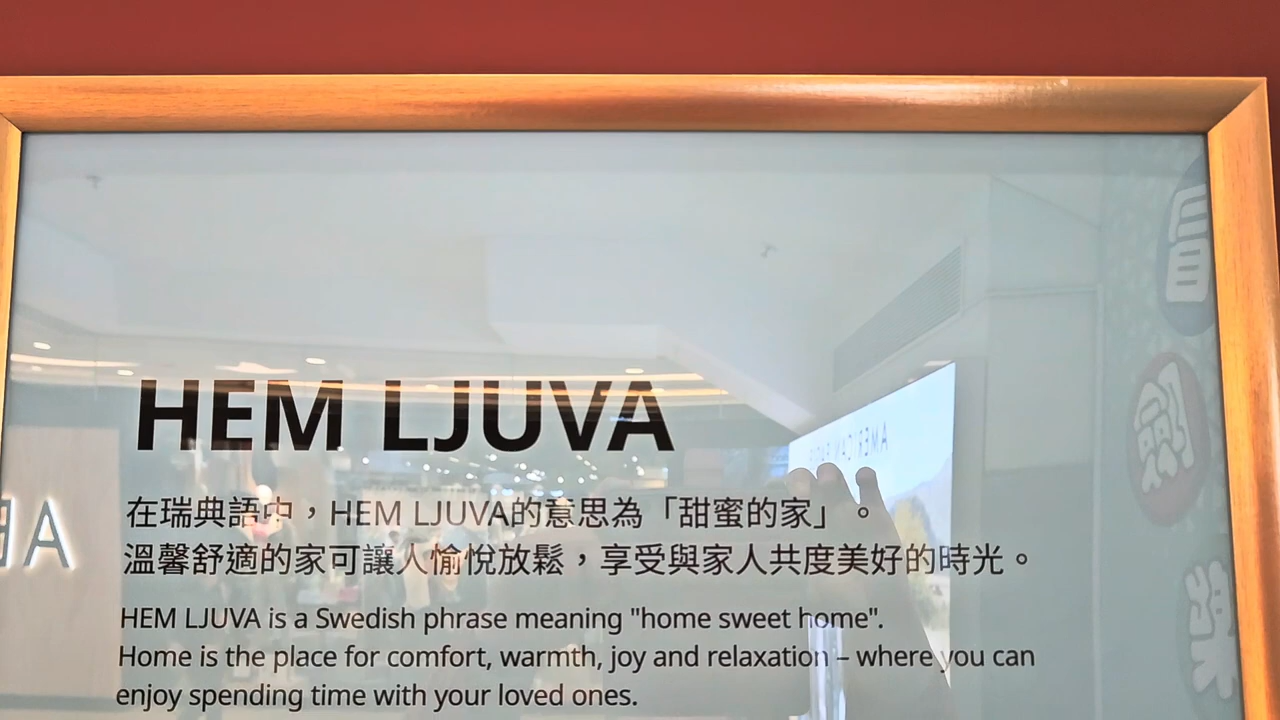 HEM LJUVA
在瑞典語中，HEM LJUVA的意思為「甜蜜的家」。
溫馨舒適的家可讓人愉悅放鬆，享受與家人共度美好的時光。
HEM LJUVA is a Swedish phrase meaning "home sweet home".
Home is the place for comfort, warmth, joy and relaxation – where you can
enjoy spending time with your loved ones.